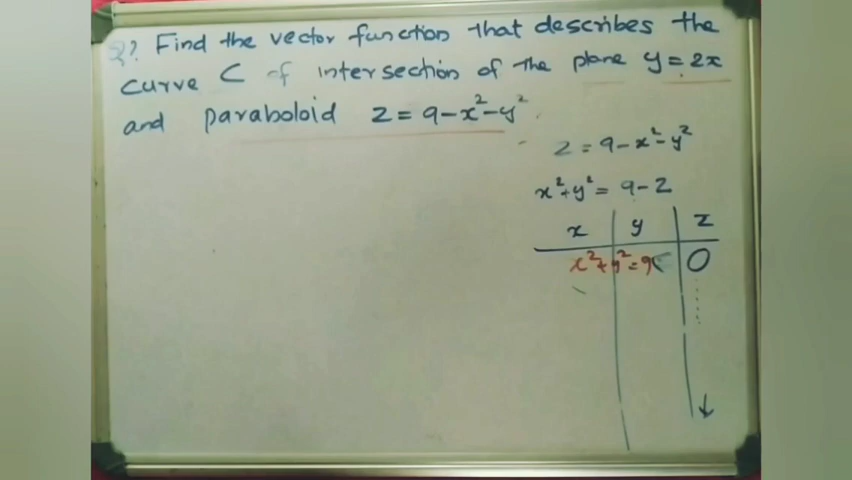 Q? Find the vector function that describes the
curve C of intersection of the plane y = 2x
and paraboloid z = 9-x²-y²
z = 9-x²-y²
x²+y² = 9-z
x y z
x²+y²=9 0